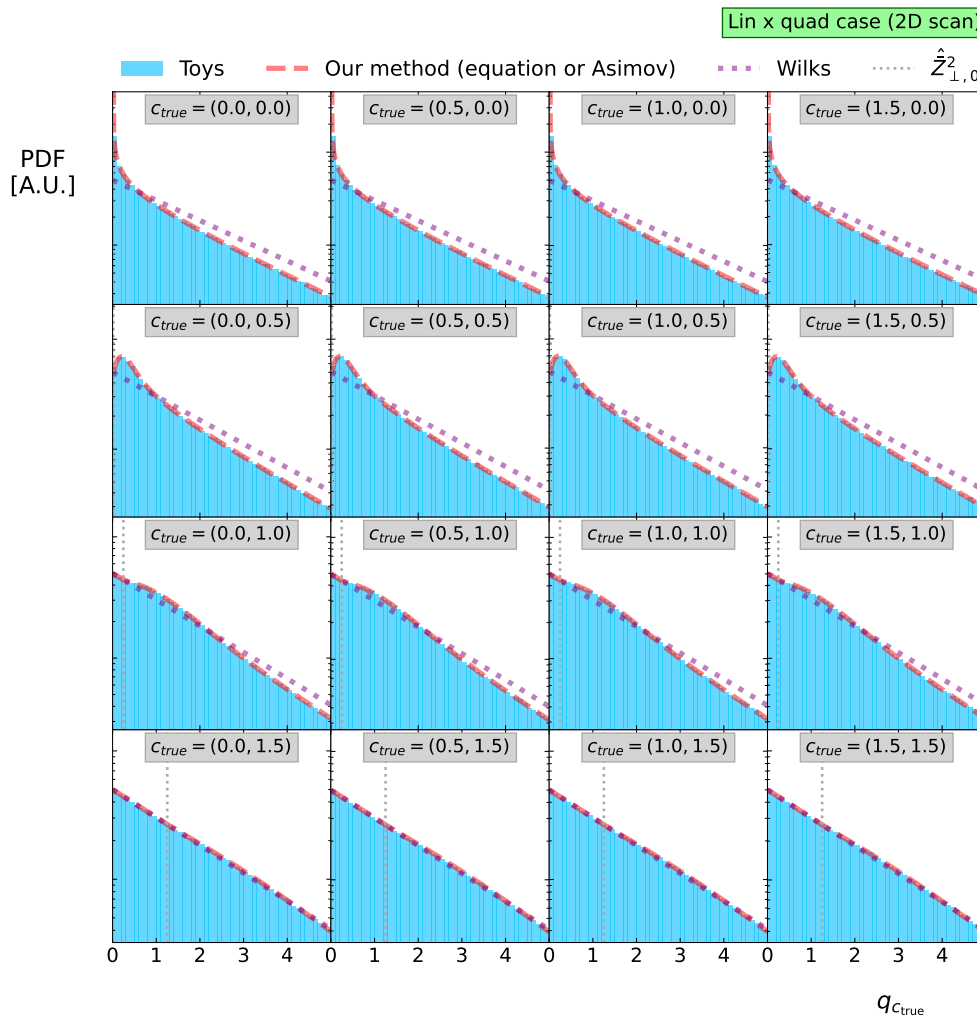 Lin x quad case (2D scan)
Toys Our method (equation or Asimov) Wilks
PDF
[A.U.]
c_true = (0.0, 0.0) c_true = (0.5, 0.0) c_true = (1.0, 0.0) c_true = (1.5, 0.0)
c_true = (0.0, 0.5) c_true = (0.5, 0.5) c_true = (1.0, 0.5) c_true = (1.5, 0.5)
c_true = (0.0, 1.0) c_true = (0.5, 1.0) c_true = (1.0, 1.0) c_true = (1.5, 1.0)
c_true = (0.0, 1.5) c_true = (0.5, 1.5) c_true = (1.0, 1.5) c_true = (1.5, 1.5)
0 1 2 3 4 0 1 2 3 4 0 1 2 3 4 0 1 2 3 4
q_{c_true}